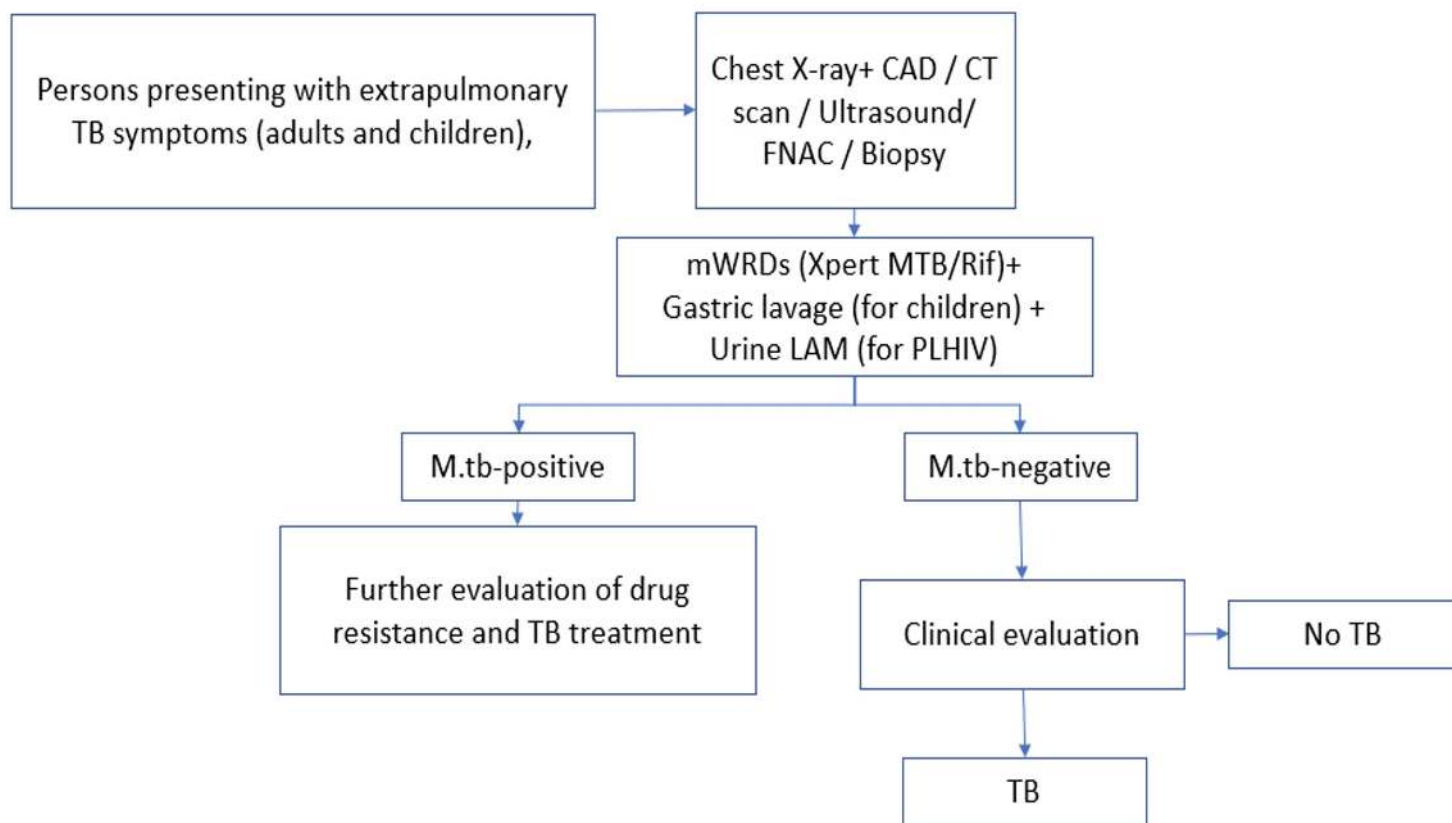 Persons presenting with extrapulmonary
TB symptoms (adults and children),
Chest X-ray+ CAD / CT
scan / Ultrasound/
FNAC / Biopsy
mWRDs (Xpert MTB/Rif)+
Gastric lavage (for children) +
Urine LAM (for PLHIV)
M.tb-positive
M.tb-negative
Further evaluation of drug
resistance and TB treatment
Clinical evaluation
No TB
TB